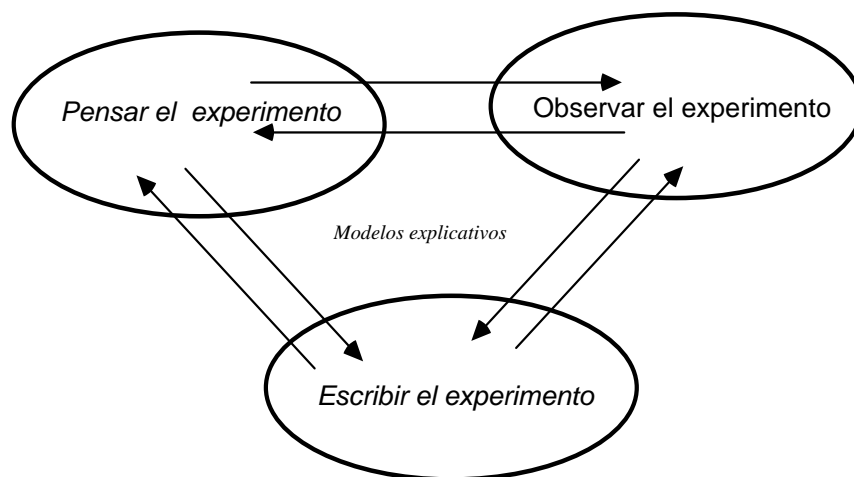 Pensar el experimento
Observar el experimento
Modelos explicativos
Escribir el experimento